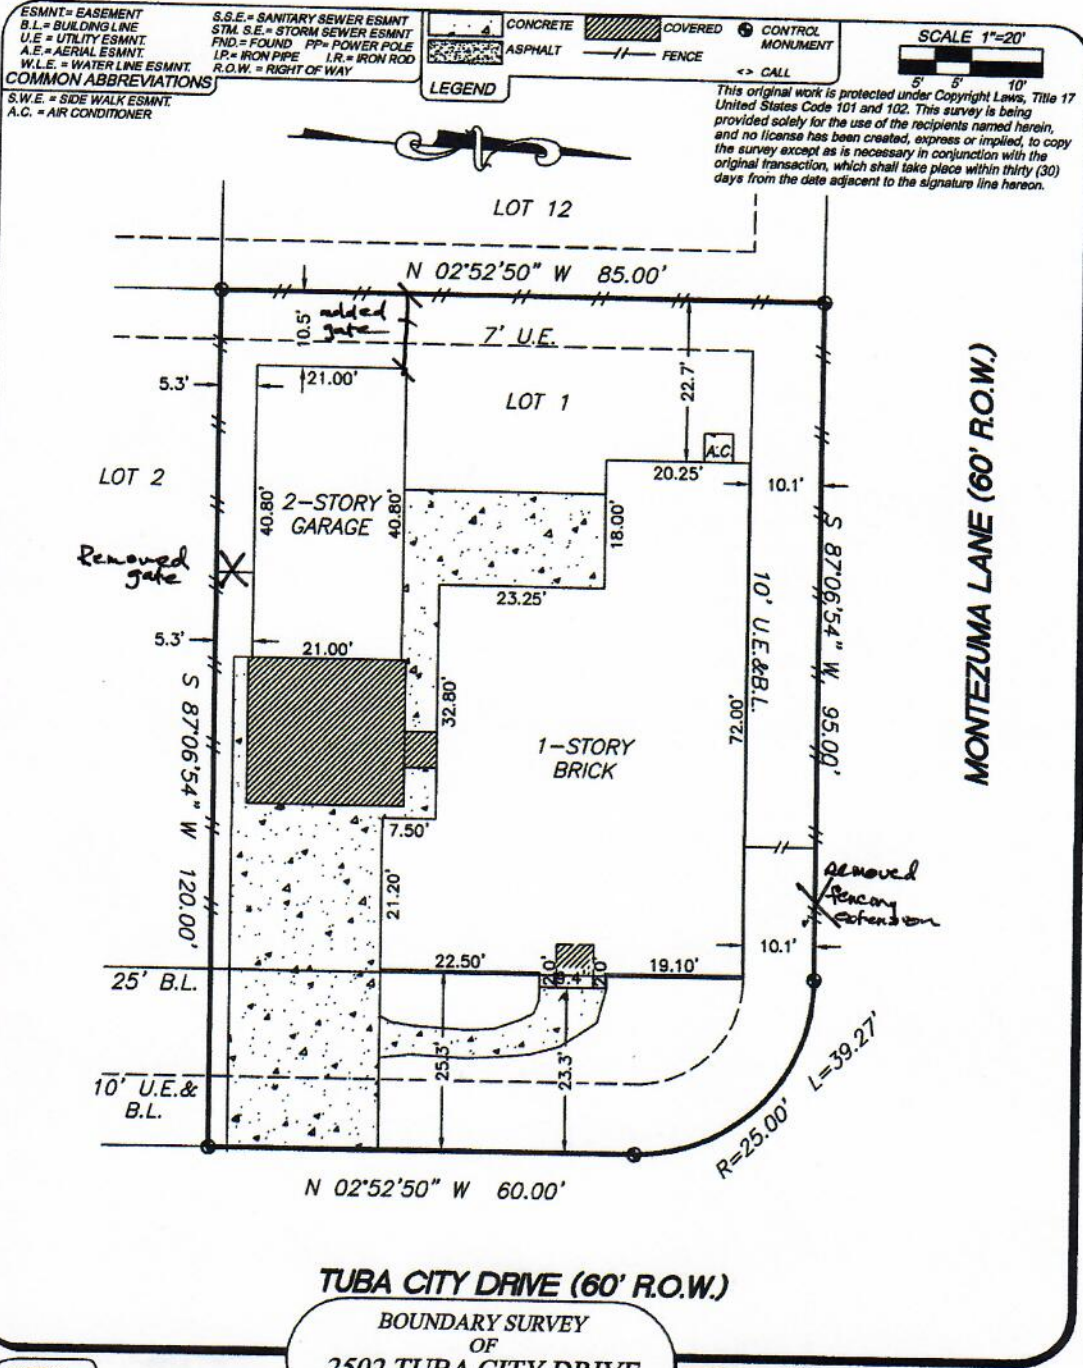 ESMNT.= EASEMENT
B.L.= BUILDING LINE
U.E = UTILITY ESMNT.
A.E.= AERIAL ESMNT.
W.L.E. = WATER LINE ESMNT.
COMMON ABBREVIATIONS
S.W.E. = SIDE WALK ESMNT.
A.C. = AIR CONDITIONER
S.S.E.= SANITARY SEWER ESMNT
STM. S.E.= STORM SEWER ESMNT
FND.= FOUND PP= POWER POLE
I.P.= IRON PIPE I.R.= IRON ROD
R.O.W. = RIGHT OF WAY
CONCRETE
ASPHALT
COVERED
FENCE
CONTROL
MONUMENT
<> CALL
LEGEND
SCALE 1"=20'
5' 5' 10'
This original work is protected under Copyright Laws, Title 17
United States Code 101 and 102. This survey is being
provided solely for the use of the recipients named herein,
and no license has been created, express or implied, to copy
the survey except as is necessary in conjunction with the
original transaction, which shall take place within thirty (30)
days from the date adjacent to the signature line hereon.
LOT 12
N 02°52'50" W 85.00'
10.5'
added
gate
7' U.E.
5.3'
21.00'
LOT 1
22.7'
A.C.
LOT 2
20.25'
10.1'
2-STORY
GARAGE
40.80'
40.80'
18.00'
Removed
gate
23.25'
5.3'
21.00'
S 87°06'54" W 120.00'
32.80'
1-STORY
BRICK
72.00'
10' U.E.&B.L.
S 87°06'54" W 95.00'
MONTEZUMA LANE (60' R.O.W.)
7.50'
21.20'
Removed
fencing
extension
22.50'
2.0'
8.4'
2.0'
19.10'
10.1'
25' B.L.
25.3'
23.3'
10' U.E.&
B.L.
R=25.00' L=39.27'
N 02°52'50" W 60.00'
TUBA CITY DRIVE (60' R.O.W.)
BOUNDARY SURVEY
OF
2502 TUBA CITY DRIVE